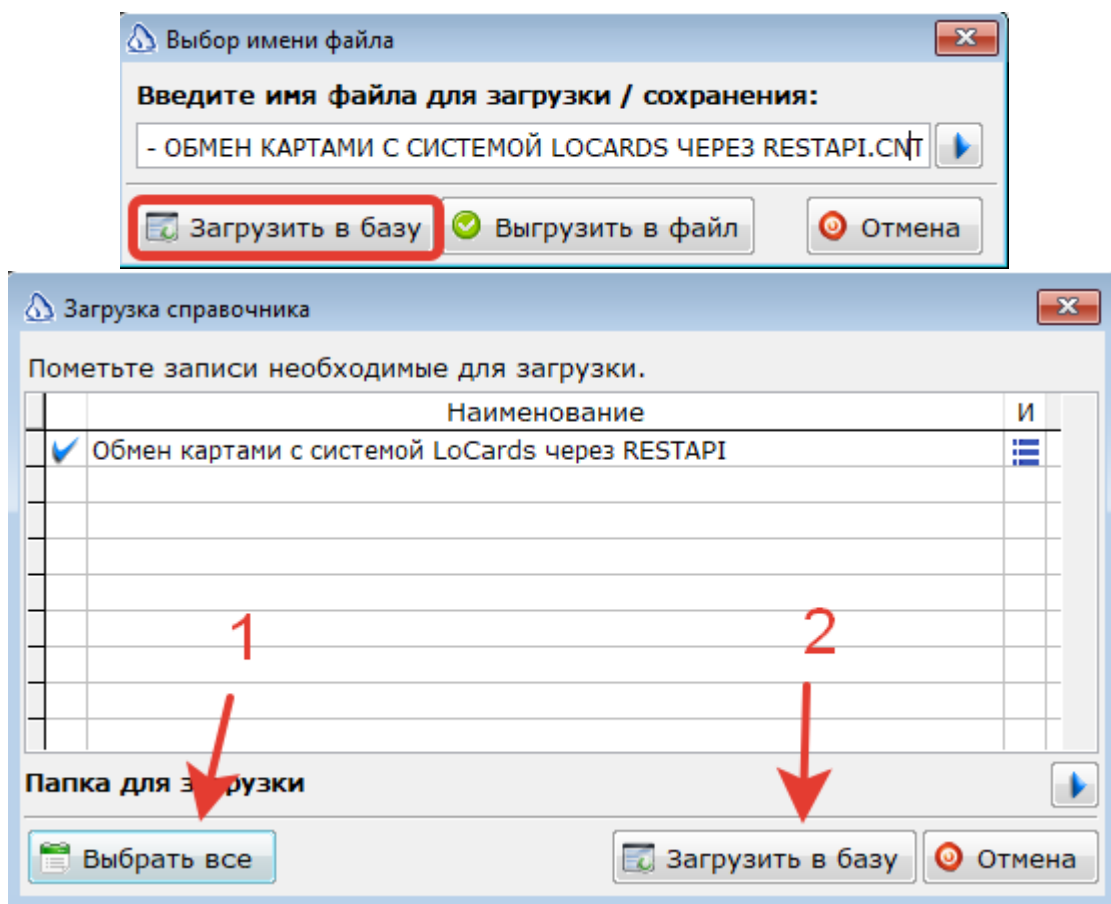 Выбор имени файла
Введите имя файла для загрузки / сохранения:
- ОБМЕН КАРТАМИ С СИСТЕМОЙ LOCARDS ЧЕРЕЗ RESTAPI.CNT
Загрузить в базу Выгрузить в файл Отмена
Загрузка справочника
Пометьте записи необходимые для загрузки.
Наименование И
Обмен картами с системой LoCards через RESTAPI
1 2
Папка для загрузки
Выбрать все Загрузить в базу Отмена